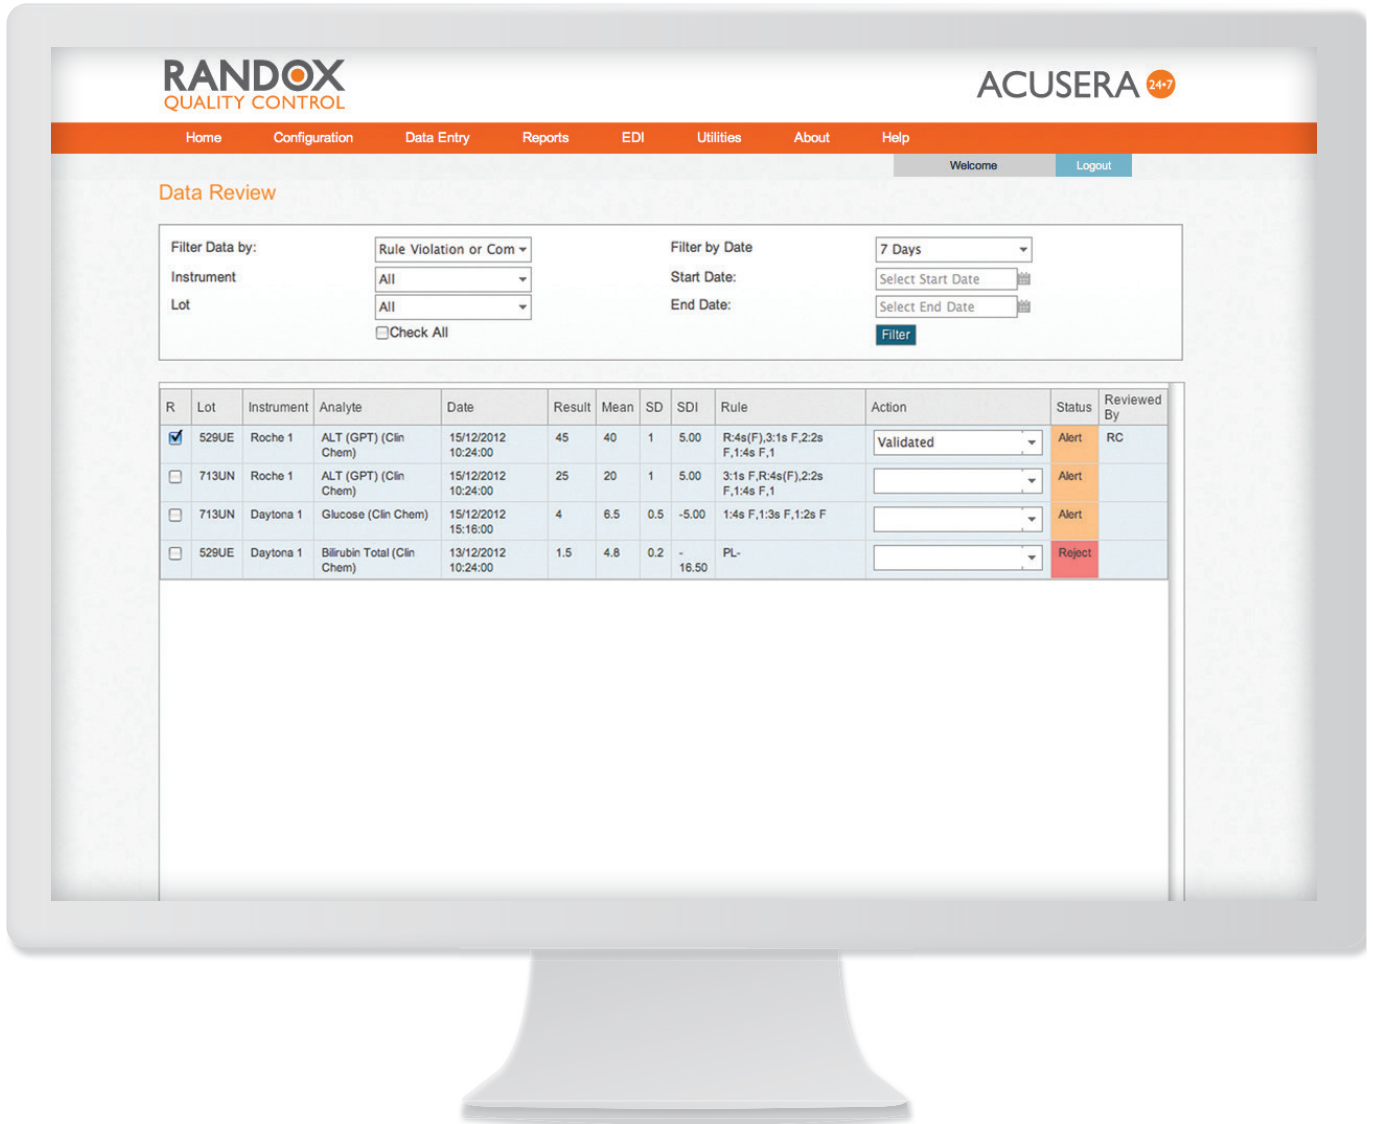 RANDOX
QUALITY CONTROL
ACUSERA 24•7
Home Configuration Data Entry Reports EDI Utilities About Help
Welcome Logout
Data Review
Filter Data by: Rule Violation or Com Filter by Date 7 Days
Instrument All Start Date: Select Start Date
Lot All End Date: Select End Date
Check All Filter
R Lot Instrument Analyte Date Result Mean SD SDI Rule Action Status Reviewed By
529UE Roche 1 ALT (GPT) (Clin 15/12/2012 45 40 1 5.00 R:4s(F),3:1s F,2:2s Validated Alert RC
Chem) 10:24:00 F,1:4s F,1
713UN Roche 1 ALT (GPT) (Clin 15/12/2012 25 20 1 5.00 3:1s F,R:4s(F),2:2s Alert
Chem) 10:24:00 F,1:4s F,1
713UN Daytona 1 Glucose (Clin Chem) 15/12/2012 4 6.5 0.5 -5.00 1:4s F,1:3s F,1:2s F Alert
15:16:00
529UE Daytona 1 Bilirubin Total (Clin 13/12/2012 1.5 4.8 0.2 - PL- Reject
Chem) 10:24:00 16.50